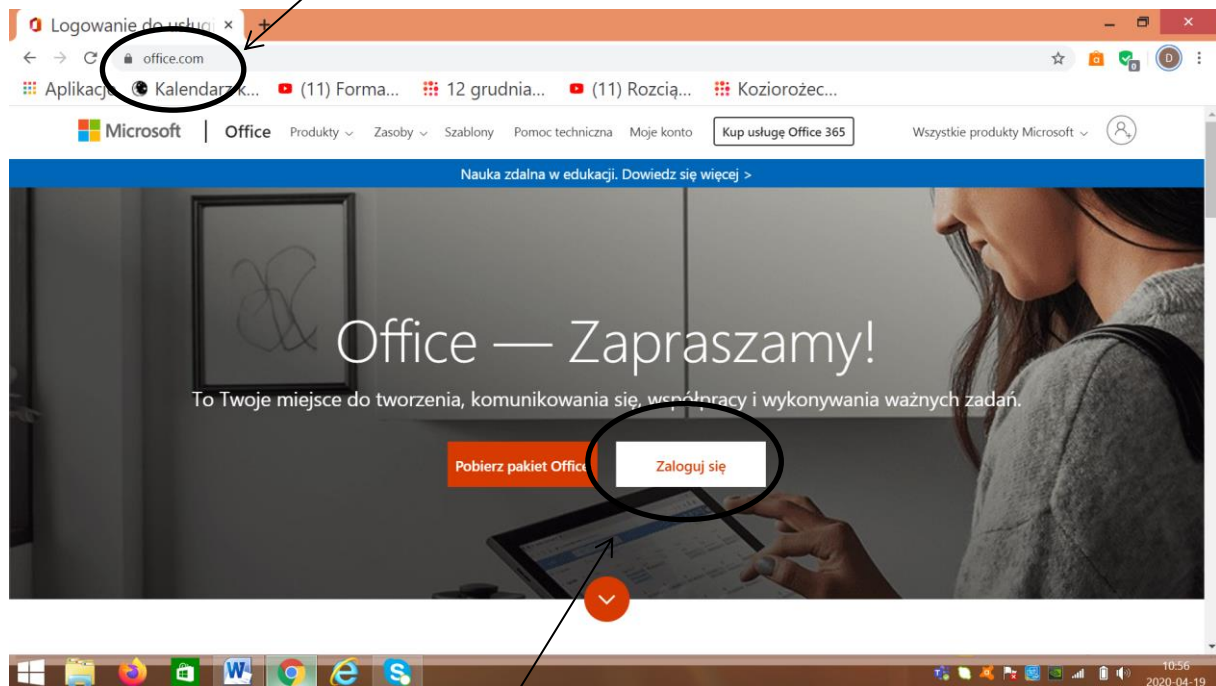 Logowanie do usługi
office.com
Aplikacje Kalendarz k... (11) Forma... 12 grudnia... (11) Rozcią... Koziorożec...
Microsoft | Office Produkty Zasoby Szablony Pomoc techniczna Moje konto Kup usługę Office 365 Wszystkie produkty Microsoft
Nauka zdalna w edukacji. Dowiedz się więcej >
Office — Zapraszamy!
To Twoje miejsce do tworzenia, komunikowania się, współpracy i wykonywania ważnych zadań.
Pobierz pakiet Office Zaloguj się
10:56
2020-04-19